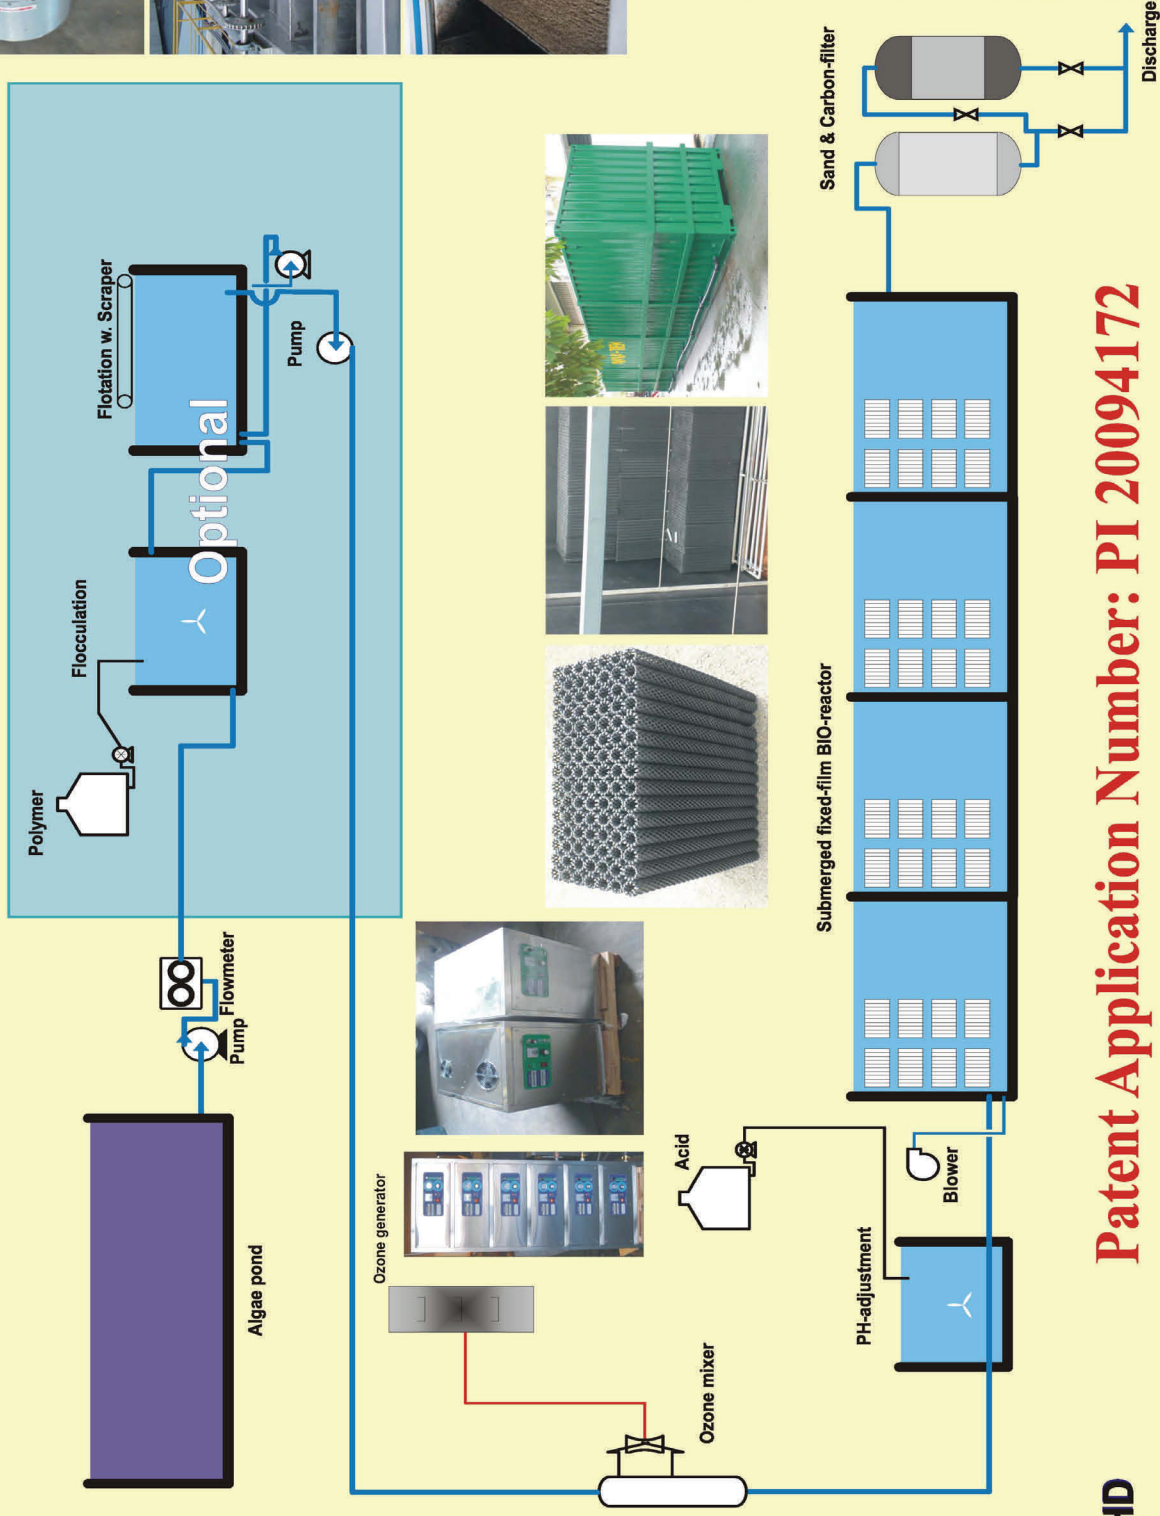 Polymer
Flocculation
Flotation w. Scraper
Optional
Flowmeter
Pump
Algae pond
Pump
Ozone generator
Acid
Ozone mixer
Submerged fixed-film BIO-reactor
Sand & Carbon-filter
PH-adjustment
Blower
Patent Application Number: PI 20094172
Discharge